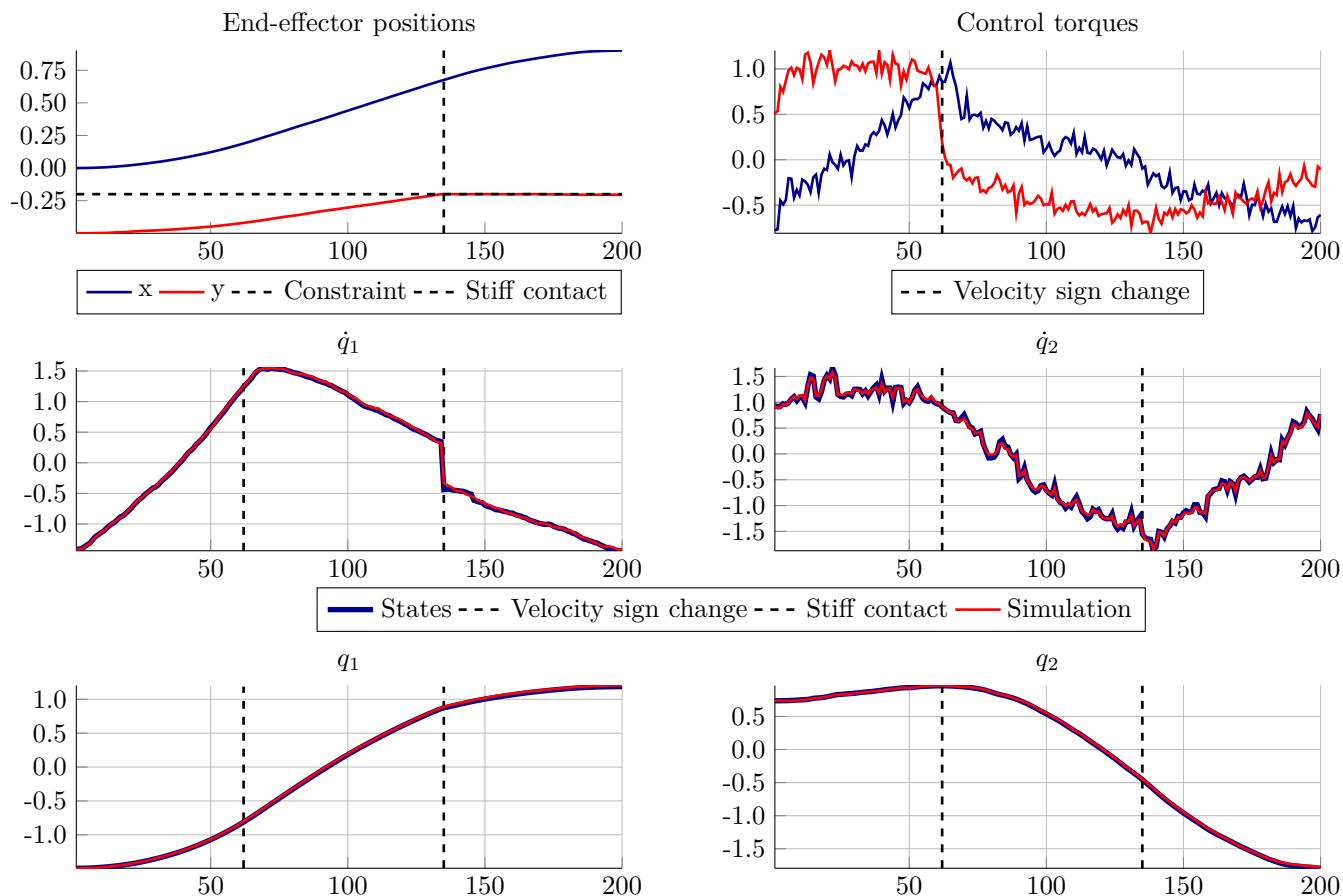 End-effector positions
Control torques
0.75
0.50
0.25
0.00
-0.25
50 100 150 200
1.0
0.5
0.0
-0.5
50 100 150 200
x y Constraint Stiff contact
Velocity sign change
q̇₁
q̇₂
1.5
1.0
0.5
0.0
-0.5
-1.0
50 100 150 200
1.5
1.0
0.5
0.0
-0.5
-1.0
-1.5
50 100 150 200
States Velocity sign change Stiff contact Simulation
q₁
q₂
1.0
0.5
0.0
-0.5
-1.0
50 100 150 200
0.5
0.0
-0.5
-1.0
-1.5
50 100 150 200